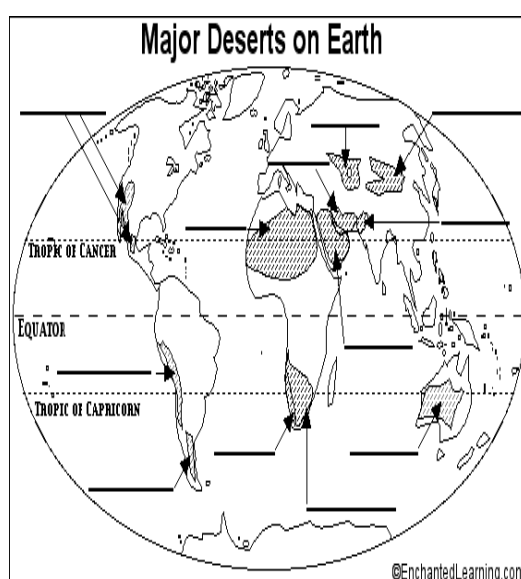 Major Deserts on Earth
TROPIC OF CANCER
EQUATOR
TROPIC OF CAPRICORN
©EnchantedLearning.com